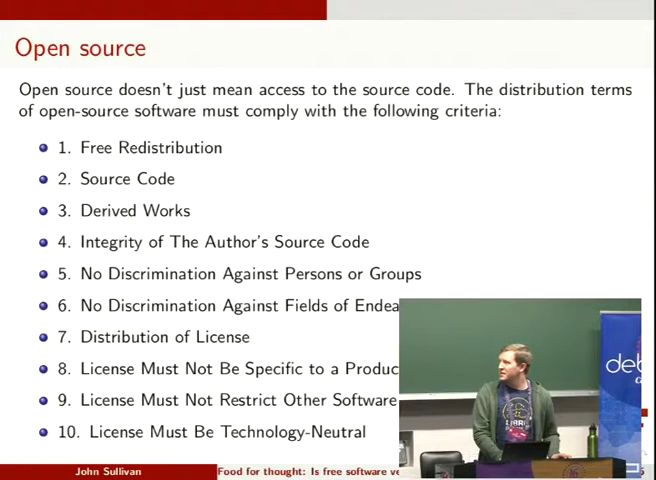 Open source
Open source doesn't just mean access to the source code. The distribution terms
of open-source software must comply with the following criteria:
1. Free Redistribution
2. Source Code
3. Derived Works
4. Integrity of The Author's Source Code
5. No Discrimination Against Persons or Groups
6. No Discrimination Against Fields of Endea
7. Distribution of License
8. License Must Not Be Specific to a Produc
9. License Must Not Restrict Other Software
10. License Must Be Technology-Neutral
John Sullivan
Food for thought: Is free software ve